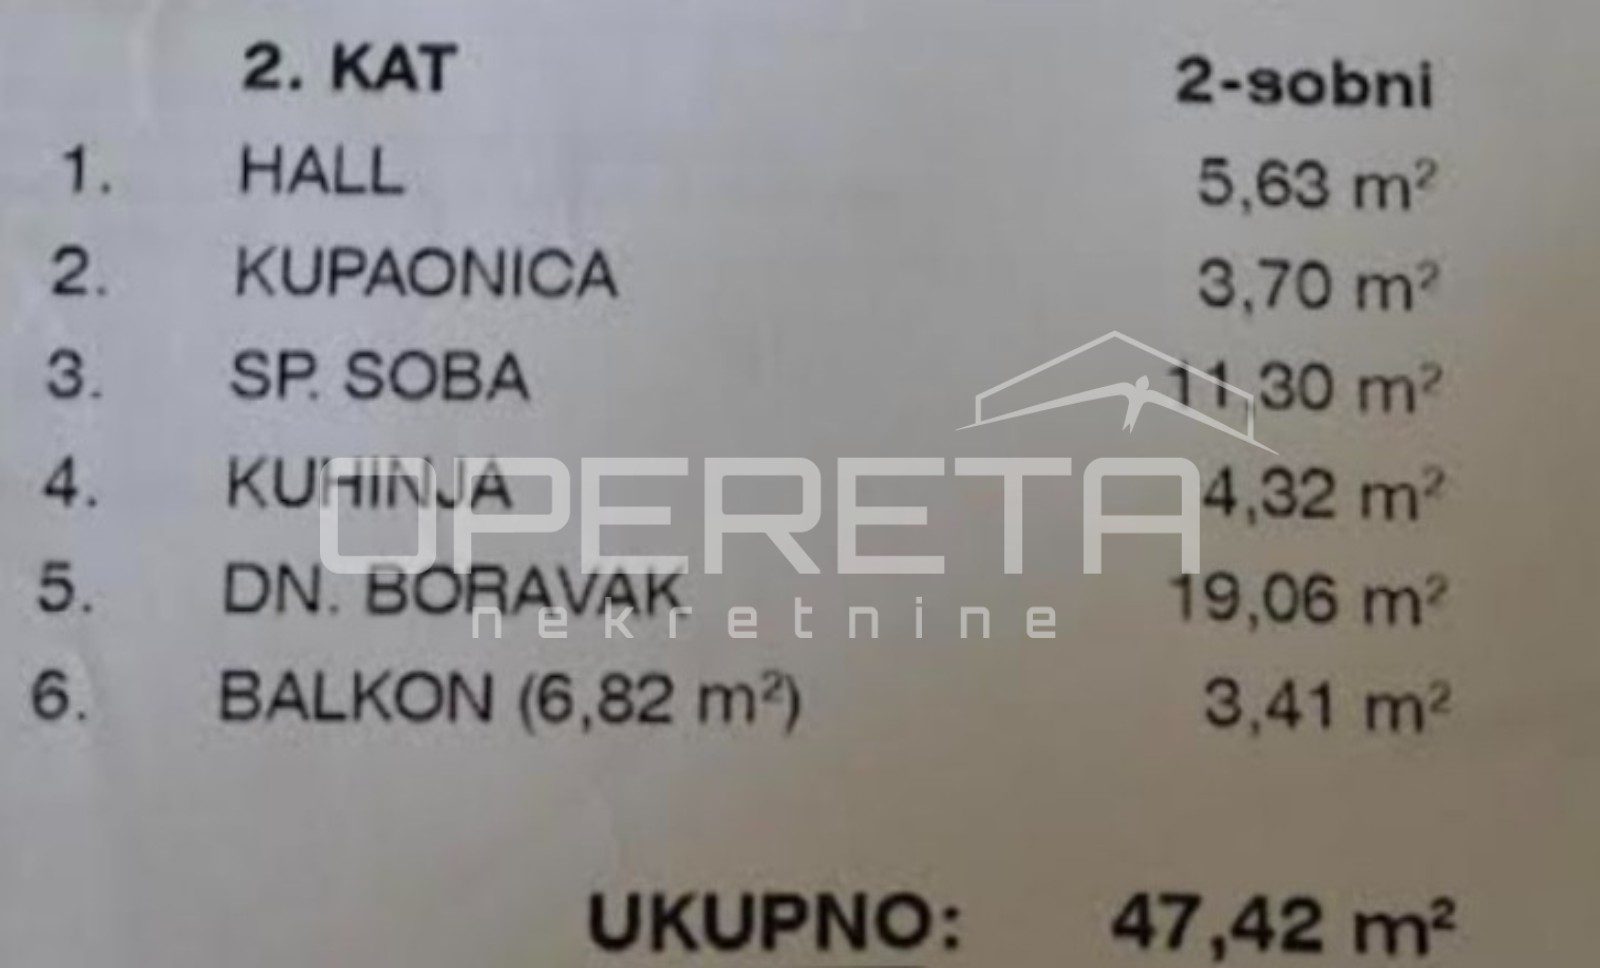 2. KAT 2-sobni
1. HALL 5,63 m²
2. KUPAONICA 3,70 m²
3. SP. SOBA 11,30 m²
4. KUHINJA 4,32 m²
OPERETA
5. DN. BORAVAK 19,06 m²
nekretnine
6. BALKON (6,82 m²) 3,41 m²
UKUPNO: 47,42 m²